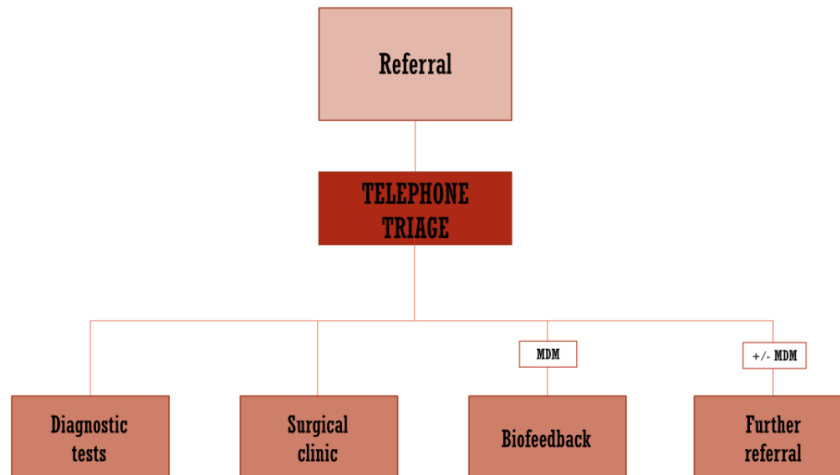 Referral
TELEPHONE
TRIAGE
MDM
+/- MDM
Diagnostic
tests
Surgical
clinic
Biofeedback
Further
referral